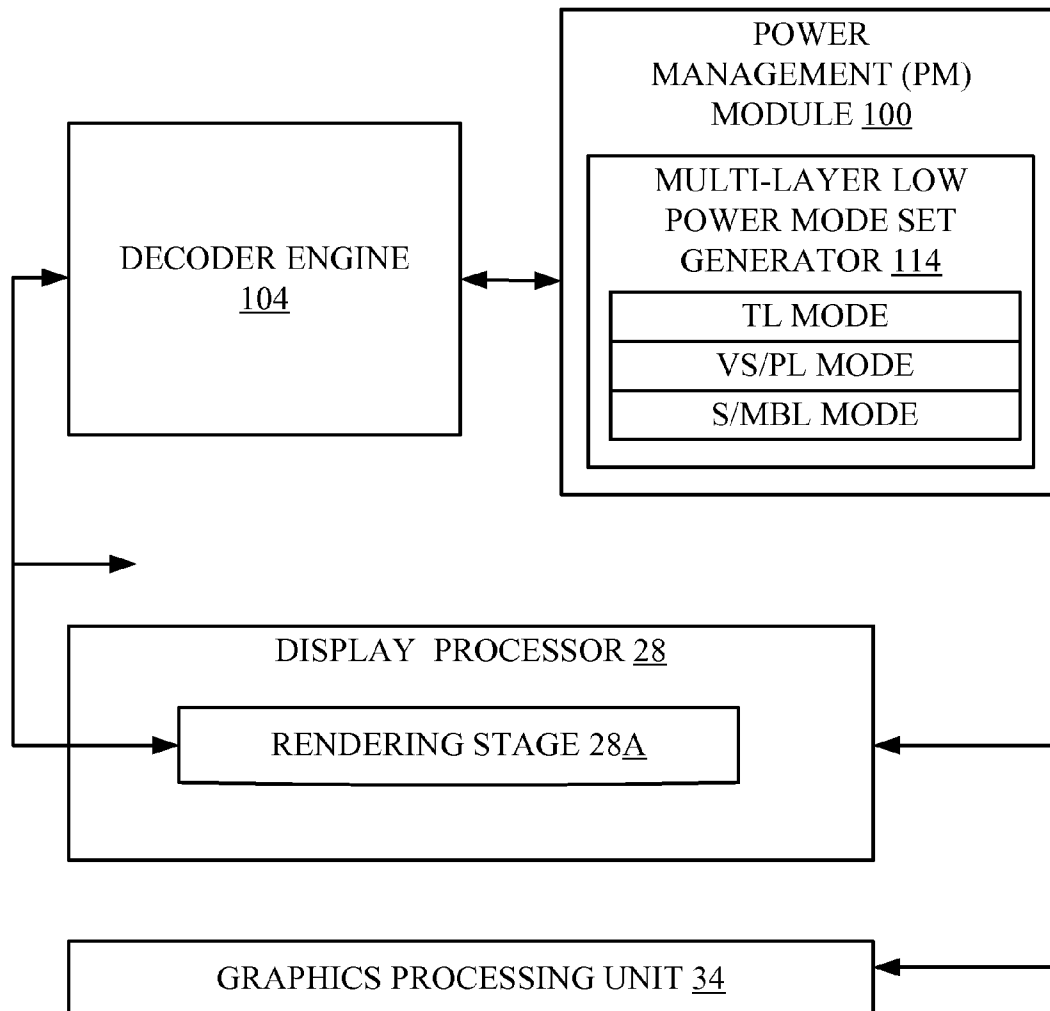 POWER
MANAGEMENT (PM)
MODULE 100
DECODER ENGINE
104
MULTI-LAYER LOW
POWER MODE SET
GENERATOR 114
TL MODE
VS/PL MODE
S/MBL MODE
DISPLAY PROCESSOR 28
RENDERING STAGE 28A
GRAPHICS PROCESSING UNIT 34